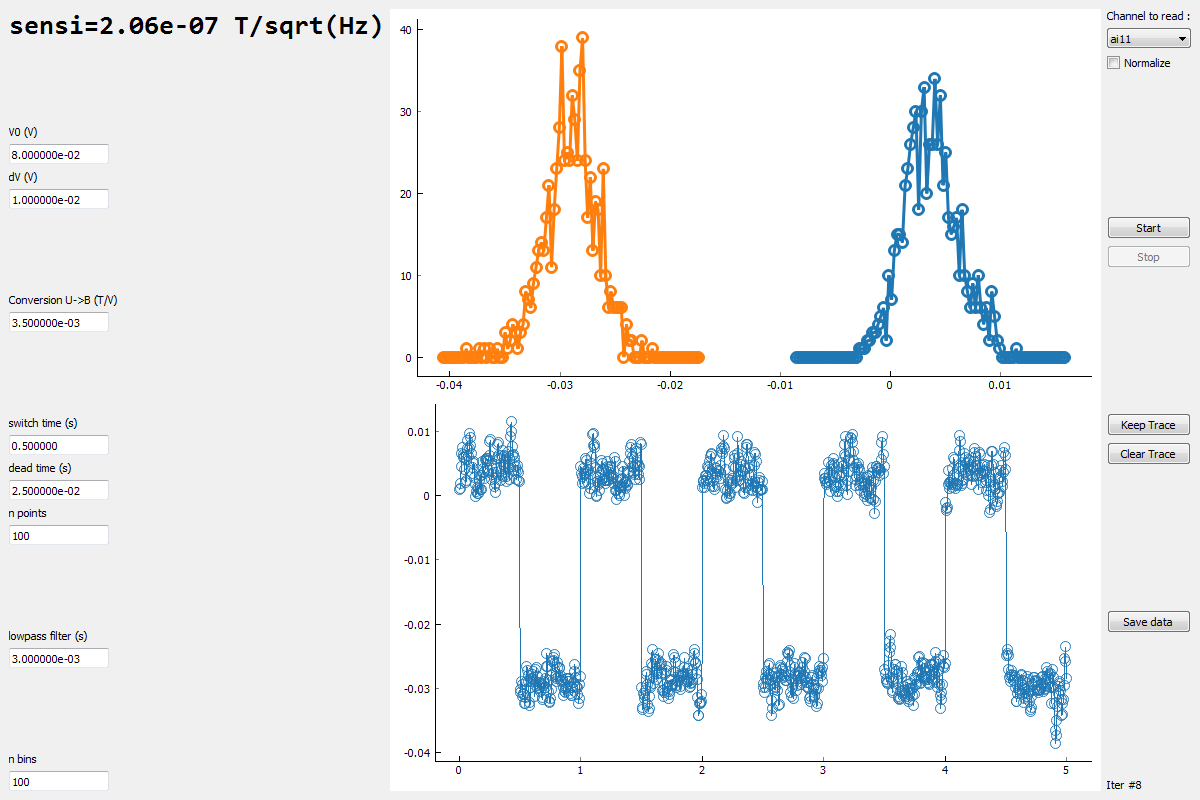 sensi=2.06e-07 T/sqrt(Hz)
V0 (V)
8.000000e-02
dV (V)
1.000000e-02
Conversion U->B (T/V)
3.500000e-03
switch time (s)
0.500000
dead time (s)
2.500000e-02
n points
100
lowpass filter (s)
3.000000e-03
n bins
100
40
30
20
10
0
-0.04 -0.03 -0.02 -0.01 0 0.01
0.01
0
-0.01
-0.02
-0.03
-0.04
0 1 2 3 4 5
Channel to read :
ai11
Normalize
Start
Stop
Keep Trace
Clear Trace
Save data
Iter #8